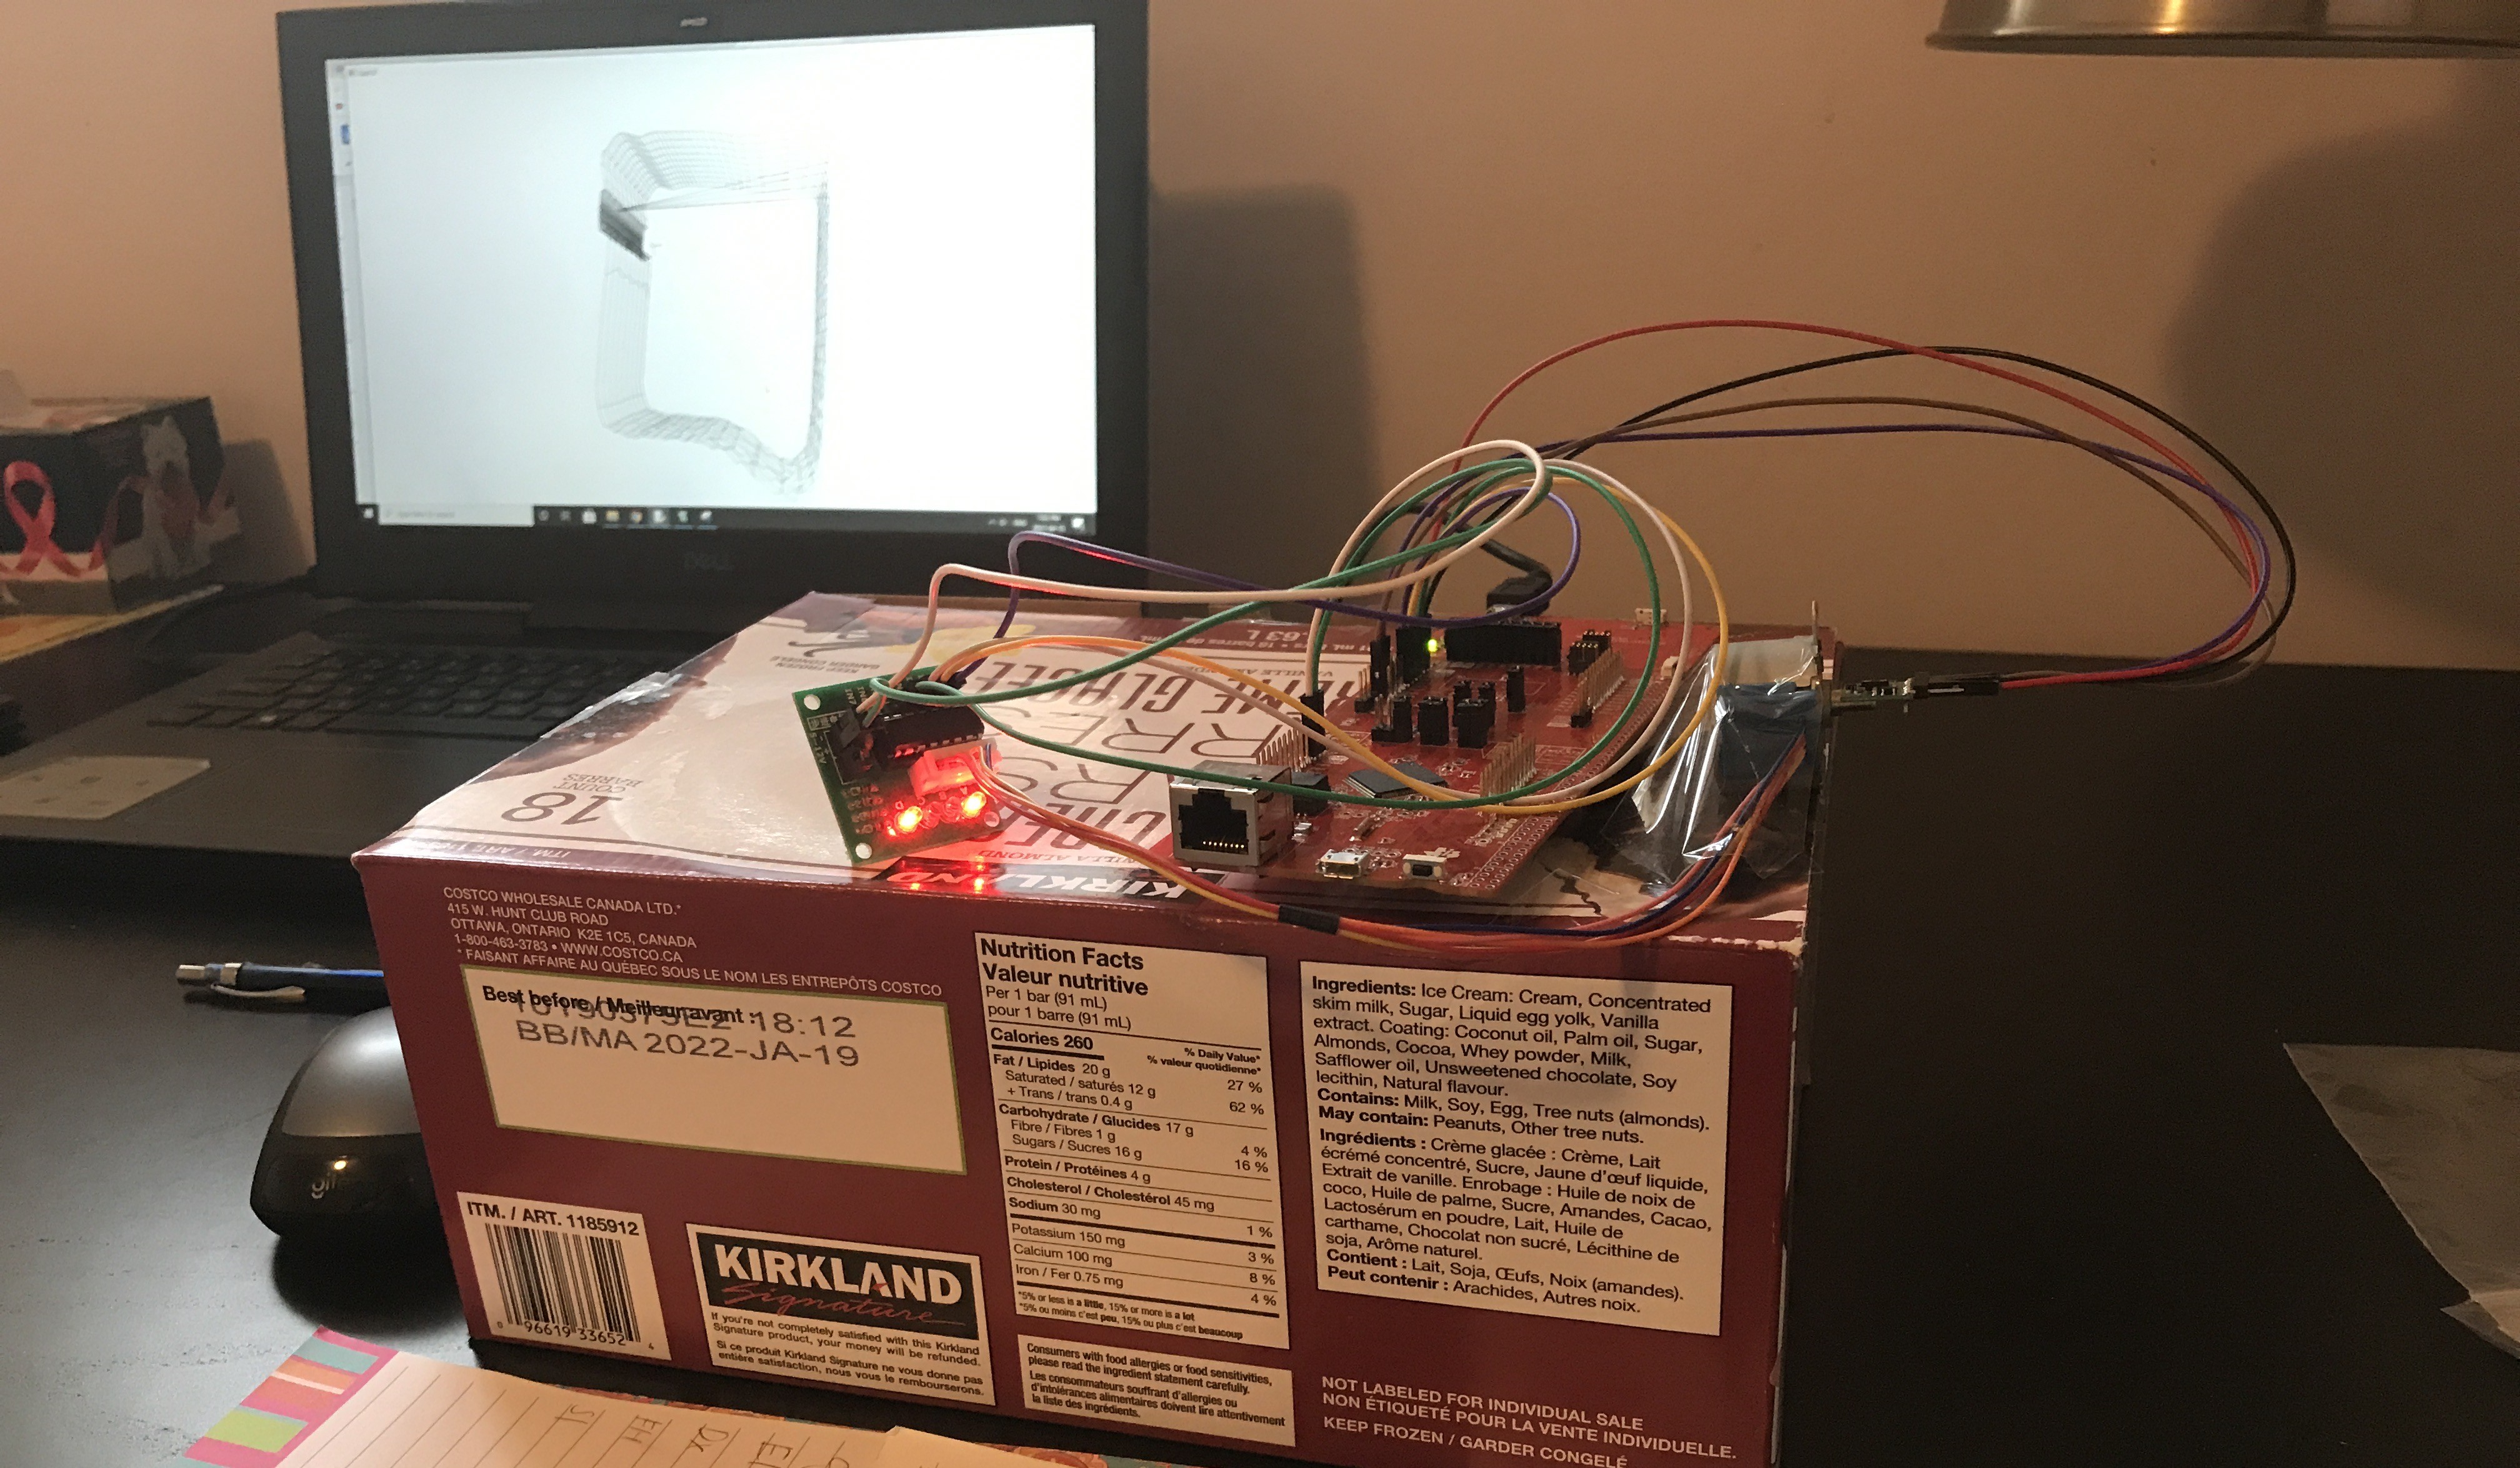 DELL
18
COUNT
BARRES
KEEP FROZEN
GARDER CONGELÉ
KIRKLAND
COSTCO WHOLESALE CANADA LTD.*
415 W. HUNT CLUB ROAD
OTTAWA, ONTARIO K2E 1C5, CANADA
1-800-463-3783 • WWW.COSTCO.CA
* FAISANT AFFAIRE AU QUÉBEC SOUS LE NOM LES ENTREPÔTS COSTCO
Best before / Meilleur avant :
18:12
BB/MA 2022-JA-19
ITM. / ART. 1185912
0 96619 33652 4
KIRKLAND
Signature
If you're not completely satisfied with this Kirkland
Signature product, your money will be refunded.
Si ce produit Kirkland Signature ne vous donne pas
entière satisfaction, nous vous le rembourserons.
Nutrition Facts
Valeur nutritive
Per 1 bar (91 mL)
pour 1 barre (91 mL)
Calories 260
% Daily Value*
% valeur quotidienne*
Fat / Lipides 20 g 27 %
Saturated / saturés 12 g
+ Trans / trans 0.4 g 62 %
Carbohydrate / Glucides 17 g
Fibre / Fibres 1 g 4 %
Sugars / Sucres 16 g 16 %
Protein / Protéines 4 g
Cholesterol / Cholestérol 45 mg
Sodium 30 mg 1 %
Potassium 150 mg 3 %
Calcium 100 mg 8 %
Iron / Fer 0.75 mg 4 %
*5% or less is a little, 15% or more is a lot
*5% ou moins c'est peu, 15% ou plus c'est beaucoup
Consumers with food allergies or food sensitivities,
please read the ingredient statement carefully.
Les consommateurs souffrant d'allergies ou
d'intolérances alimentaires doivent lire attentivement
la liste des ingrédients.
Ingredients: Ice Cream: Cream, Concentrated
skim milk, Sugar, Liquid egg yolk, Vanilla
extract. Coating: Coconut oil, Palm oil, Sugar,
Almonds, Cocoa, Whey powder, Milk,
Safflower oil, Unsweetened chocolate, Soy
lecithin, Natural flavour.
Contains: Milk, Soy, Egg, Tree nuts (almonds).
May contain: Peanuts, Other tree nuts.
Ingrédients : Crème glacée : Crème, Lait
écrémé concentré, Sucre, Jaune d'œuf liquide,
Extrait de vanille. Enrobage : Huile de noix de
coco, Huile de palme, Sucre, Amandes, Cacao,
Lactosérum en poudre, Lait, Huile de
carthame, Chocolat non sucré, Lécithine de
soja, Arôme naturel.
Contient : Lait, Soja, Œufs, Noix (amandes).
Peut contenir : Arachides, Autres noix.
NOT LABELED FOR INDIVIDUAL SALE
NON ÉTIQUETÉ POUR LA VENTE INDIVIDUELLE.
KEEP FROZEN / GARDER CONGELÉ